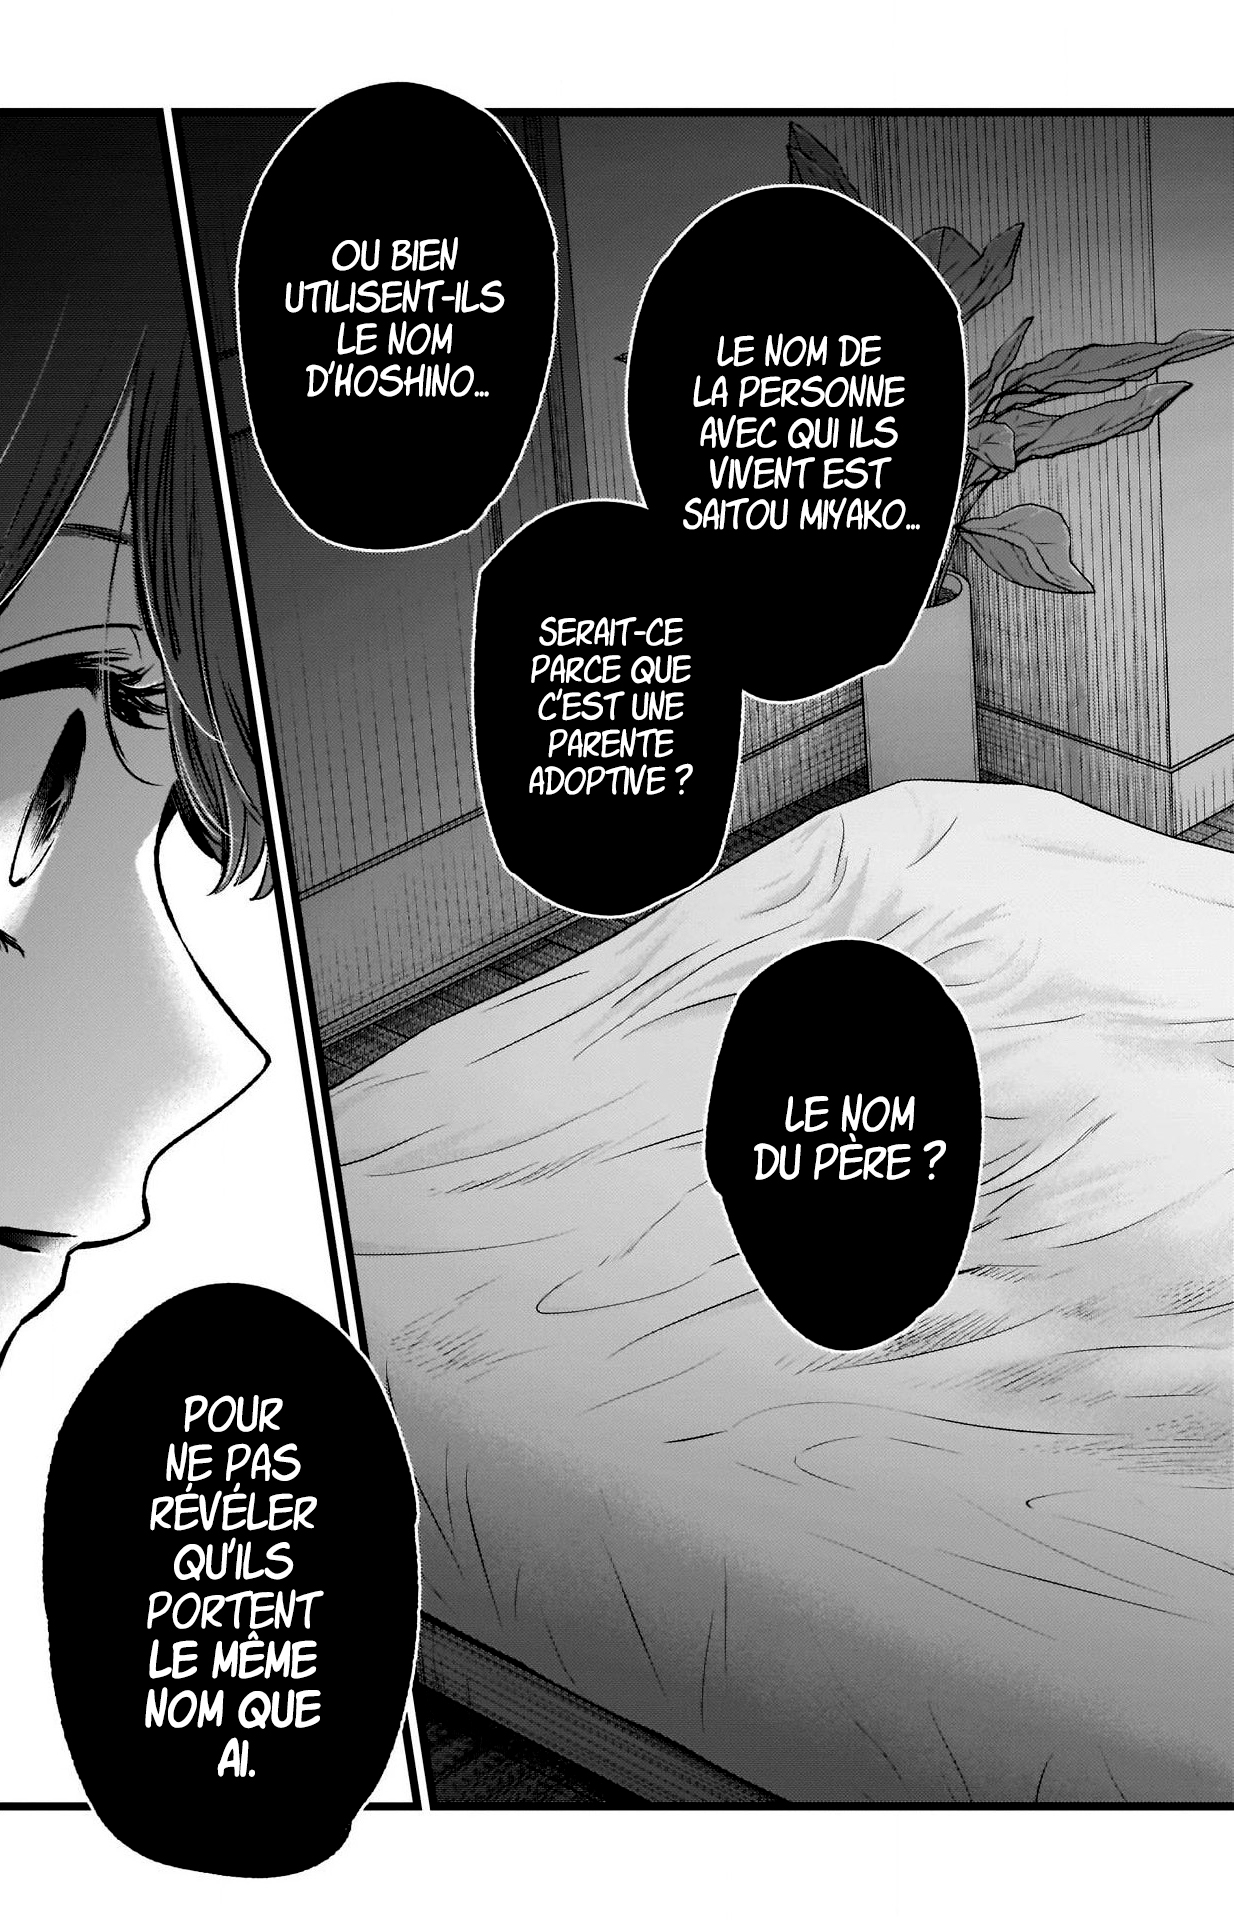 LE NOM DE
LA PERSONNE
AVEC QUI ILS
VIVENT EST
SAITOU MIYAKO...
SERAIT-CE
PARCE QUE
C'EST UNE
PARENTE
ADOPTIVE ?
OU BIEN
UTILISENT-ILS
LE NOM
D'HOSHINO...
LE NOM
DU PÈRE ?
POUR
NE PAS
RÉVÉLER
QU'ILS
PORTENT
LE MÊME
NOM QUE
AI.